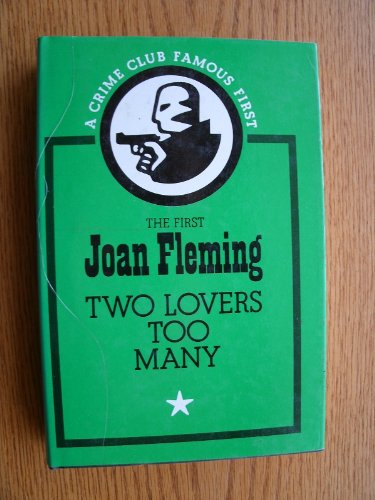 A CRIME CLUB FAMOUS FIRST
THE FIRST
Joan Fleming
TWO LOVERS
TOO
MANY